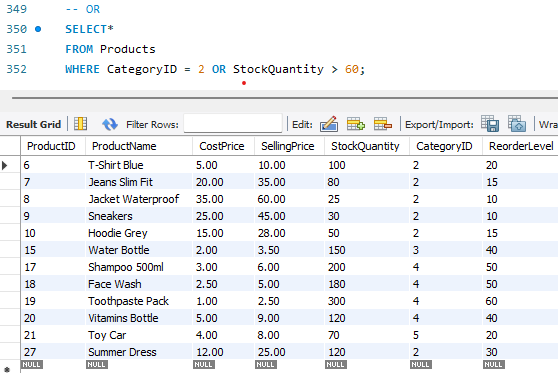 349 -- OR
350 SELECT*
351 FROM Products
352 WHERE CategoryID = 2 OR StockQuantity > 60;
Result Grid Filter Rows: Edit: Export/Import: Wra
ProductID ProductName CostPrice SellingPrice StockQuantity CategoryID ReorderLevel
6 T-Shirt Blue 5.00 10.00 100 2 20
7 Jeans Slim Fit 20.00 35.00 80 2 15
8 Jacket Waterproof 35.00 60.00 25 2 10
9 Sneakers 25.00 45.00 30 2 10
10 Hoodie Grey 15.00 28.00 50 2 15
15 Water Bottle 2.00 3.50 150 3 40
17 Shampoo 500ml 3.00 6.00 200 4 50
18 Face Wash 2.50 5.00 180 4 50
19 Toothpaste Pack 1.00 2.50 300 4 60
20 Vitamins Bottle 5.00 9.00 120 4 40
21 Toy Car 4.00 8.00 70 5 20
27 Summer Dress 12.00 25.00 120 2 30
NULL NULL NULL NULL NULL NULL NULL